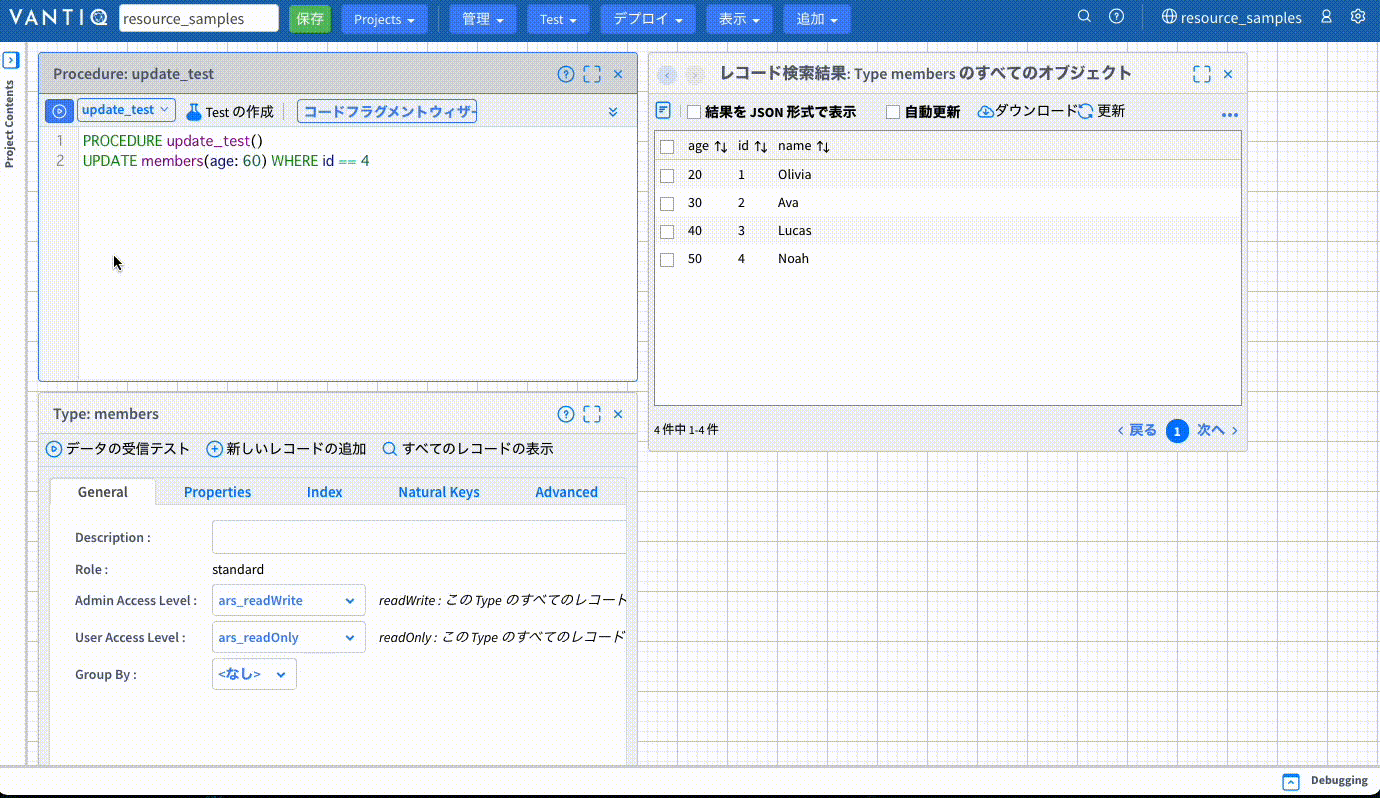 VANTIQ resource_samples 保存 Projects 管理 Test デプロイ 表示 追加 resource_samples
Project Contents
Procedure: update_test
update_test Test の作成 コードフラグメントウィザー
1 PROCEDURE update_test()
2 UPDATE members(age: 60) WHERE id == 4
レコード検索結果: Type members のすべてのオブジェクト
結果を JSON 形式で表示 自動更新 ダウンロード 更新
age id name
20 1 Olivia
30 2 Ava
40 3 Lucas
50 4 Noah
4 件中 1-4 件 戻る 1 次へ
Type: members
データの受信テスト 新しいレコードの追加 すべてのレコードの表示
General Properties Index Natural Keys Advanced
Description :
Role : standard
Admin Access Level : ars_readWrite readWrite : この Type のすべてのレコード
User Access Level : ars_readOnly readOnly : この Type のすべてのレコード
Group By : <なし>
Debugging